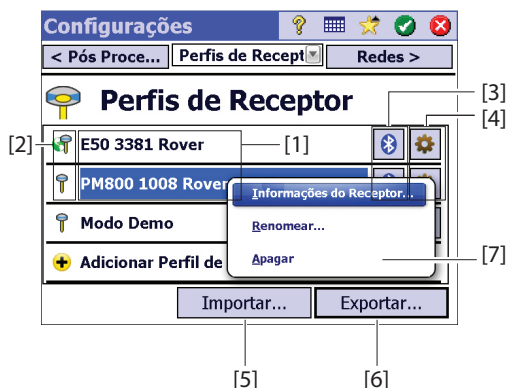 Configurações
< Pós Proce... Perfis de Recept Redes >
Perfis de Receptor
[3]
[4]
[2] E50 3381 Rover [1]
PM800 1008 Rover
Informações do Receptor...
Modo Demo
Renomear...
Adicionar Perfil de
Apagar
[7]
Importar... Exportar...
[5] [6]